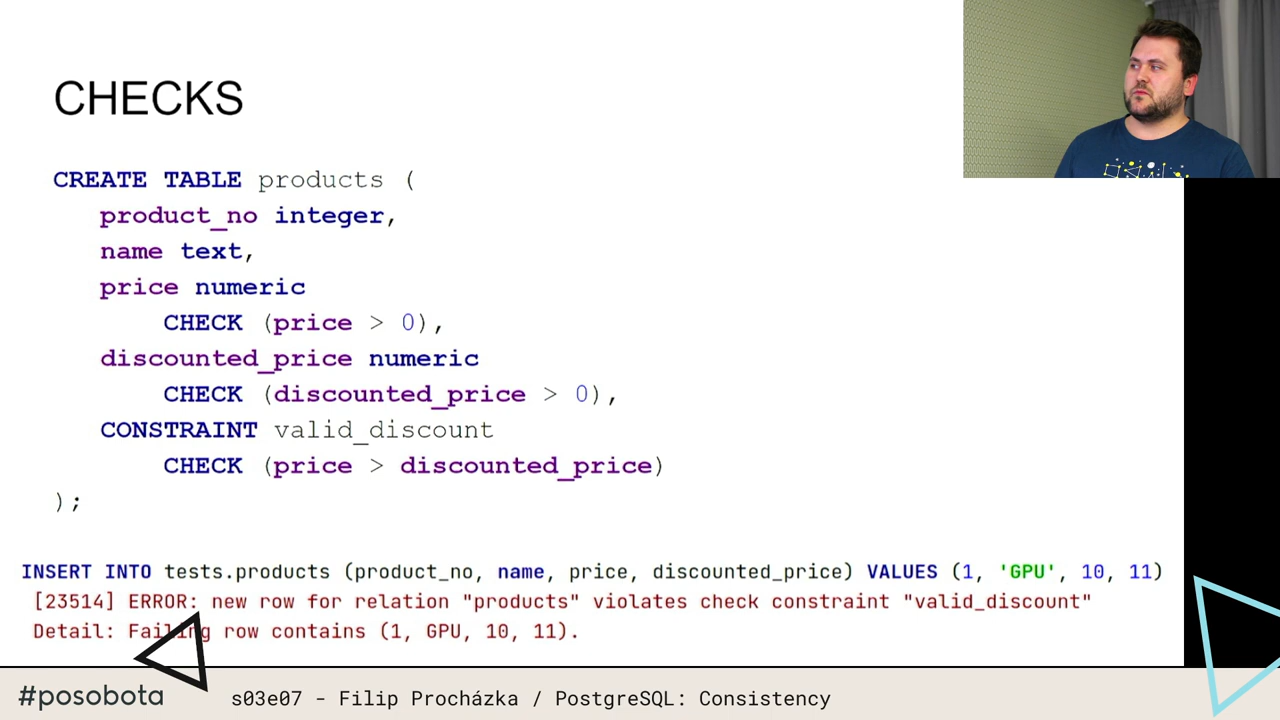 CHECKS
CREATE TABLE products (
product_no integer,
name text,
price numeric
CHECK (price > 0),
discounted_price numeric
CHECK (discounted_price > 0),
CONSTRAINT valid_discount
CHECK (price > discounted_price)
);
INSERT INTO tests.products (product_no, name, price, discounted_price) VALUES (1, 'GPU', 10, 11)
[23514] ERROR: new row for relation "products" violates check constraint "valid_discount"
Detail: Failing row contains (1, GPU, 10, 11).
#posobota
s03e07 - Filip Procházka / PostgreSQL: Consistency